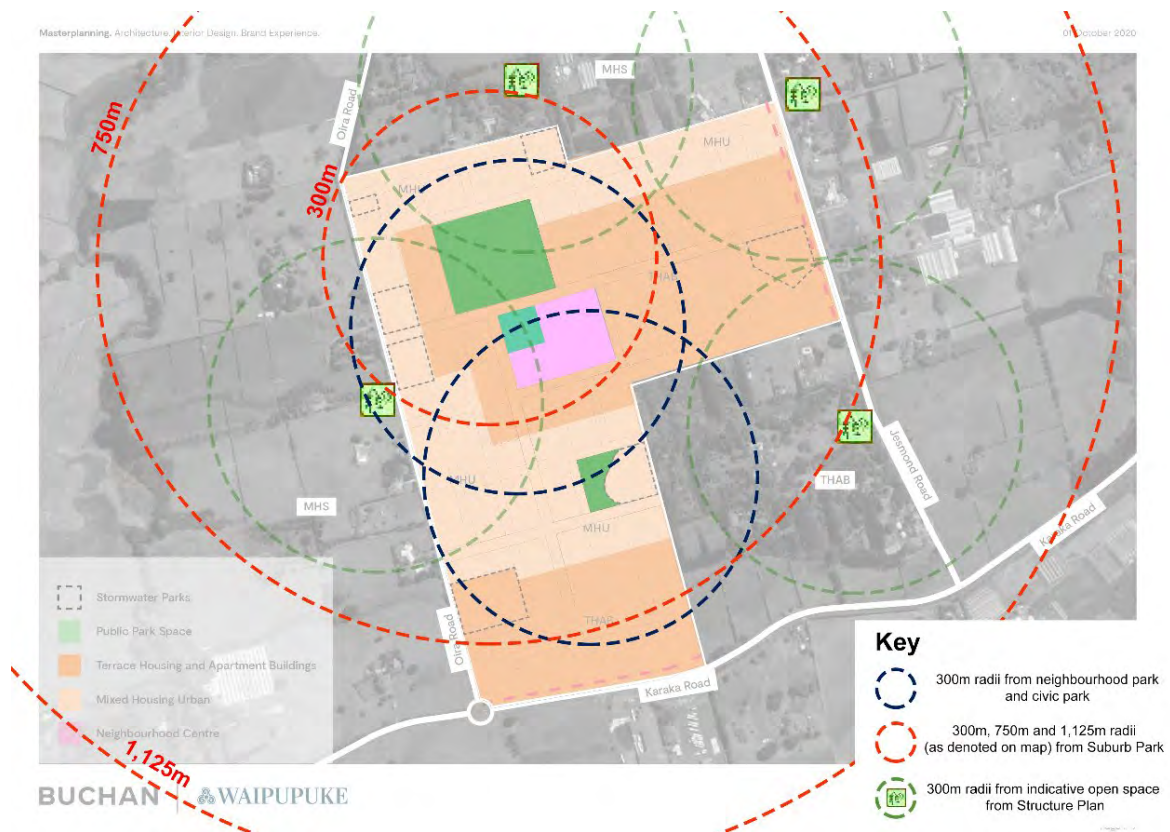 Masterplanning. Architecture. Interior Design. Brand Experience.
01 October 2020
MHS
Oira Road
750m
300m
MHU
MHU
THAB
MHS
MHU
MHU
THAB
THAB
Jesmond Road
Karaka Road
Oira Road
Karaka Road
1,125m
Stormwater Parks
Public Park Space
Terrace Housing and Apartment Buildings
Mixed Housing Urban
Neighbourhood Centre
Key
300m radii from neighbourhood park
and civic park
300m, 750m and 1,125m radii
(as denoted on map) from Suburb Park
300m radii from indicative open space
from Structure Plan
BUCHAN
WAIPUPUKE